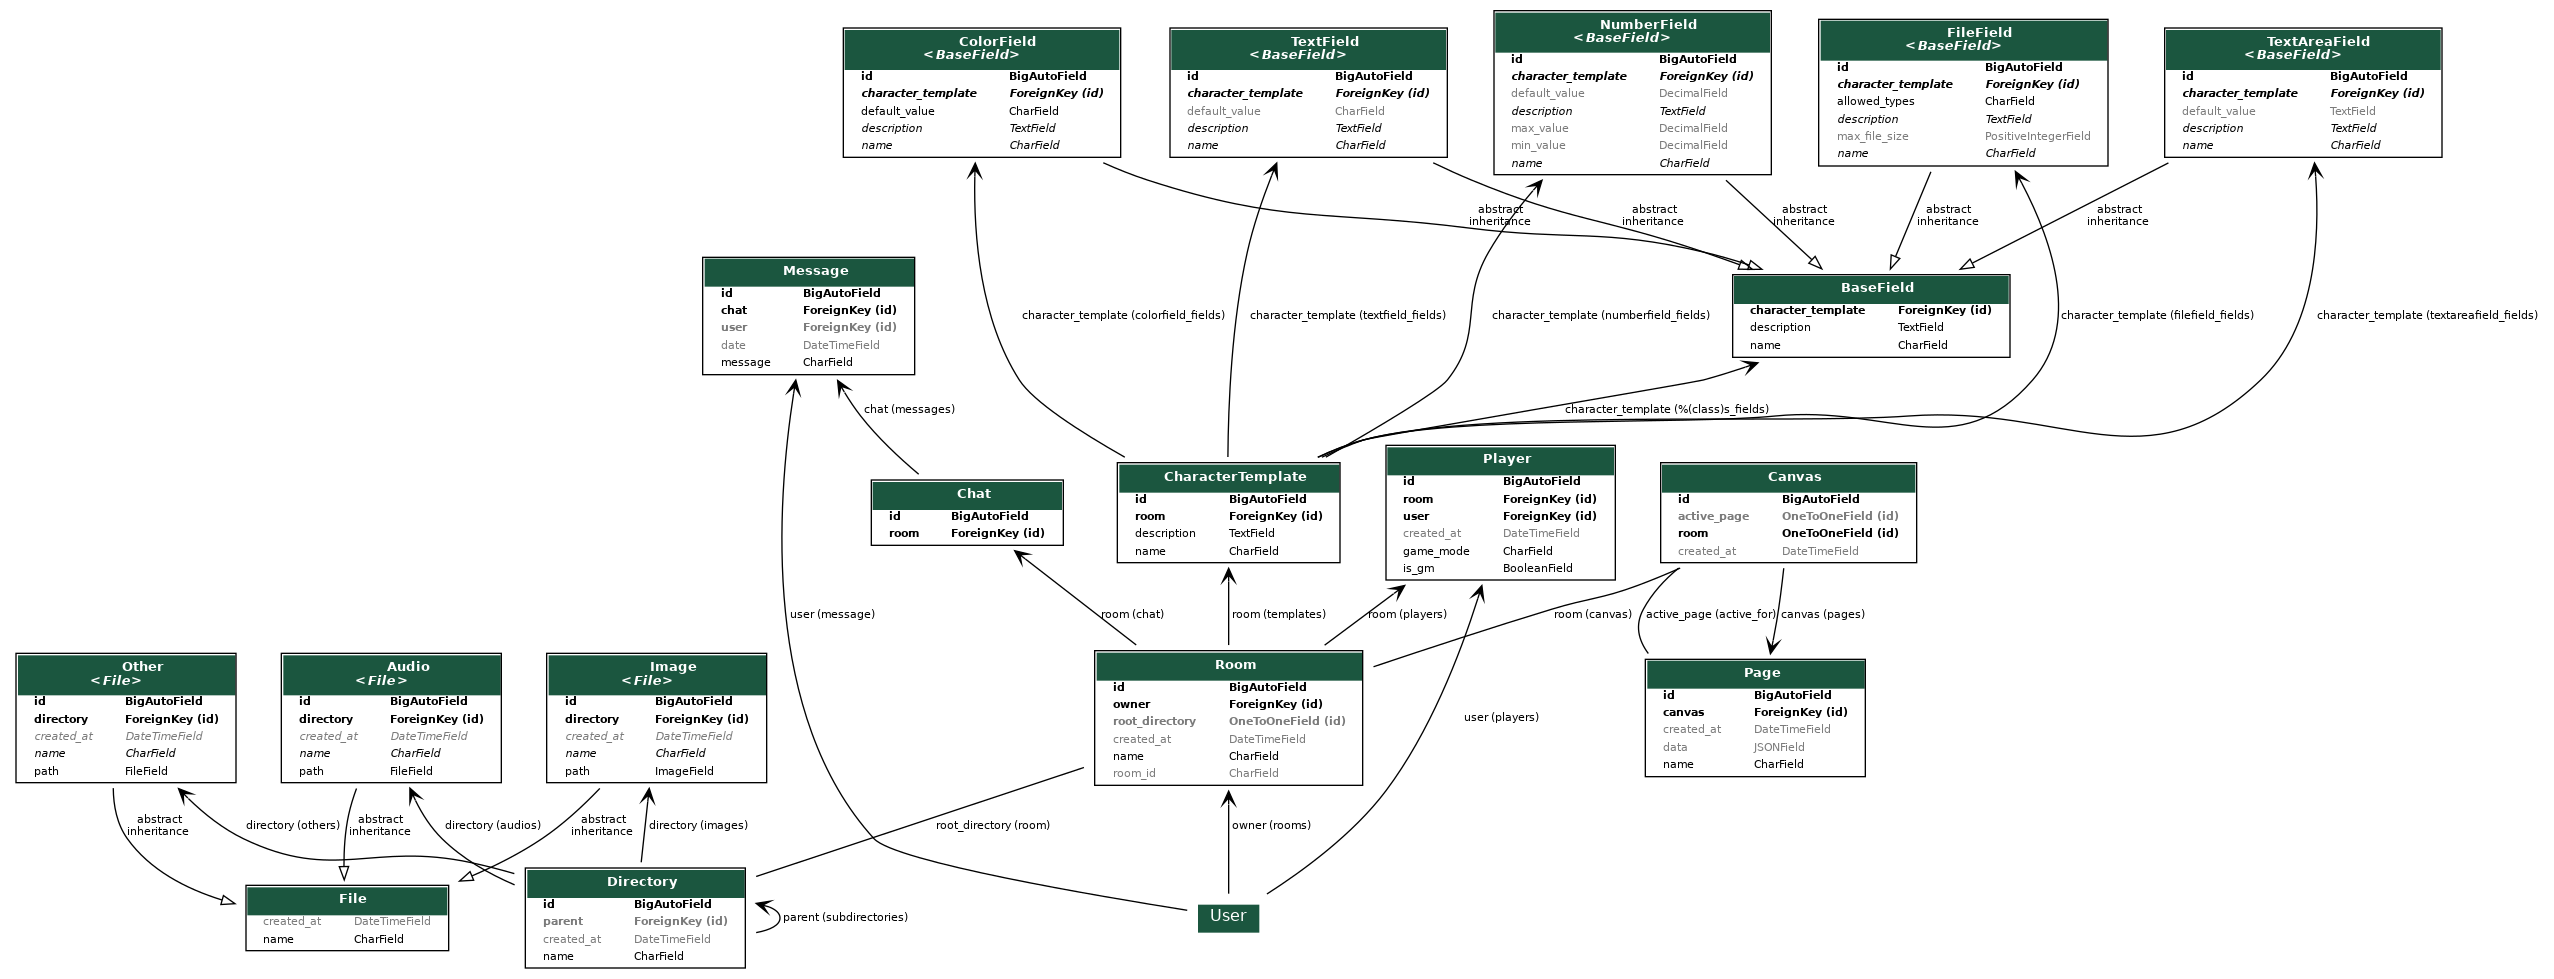 ColorField
<BaseField>
id BigAutoField
character_template ForeignKey (id)
default_value CharField
description TextField
name CharField
TextField
<BaseField>
id BigAutoField
character_template ForeignKey (id)
default_value CharField
description TextField
name CharField
NumberField
<BaseField>
id BigAutoField
character_template ForeignKey (id)
default_value DecimalField
description TextField
max_value DecimalField
min_value DecimalField
name CharField
FileField
<BaseField>
id BigAutoField
character_template ForeignKey (id)
allowed_types CharField
description TextField
max_file_size PositiveIntegerField
name CharField
TextAreaField
<BaseField>
id BigAutoField
character_template ForeignKey (id)
default_value TextField
description TextField
name CharField
abstract
inheritance
abstract
inheritance
abstract
inheritance
abstract
inheritance
abstract
inheritance
Message
id BigAutoField
chat ForeignKey (id)
user ForeignKey (id)
date DateTimeField
message CharField
BaseField
character_template ForeignKey (id)
description TextField
name CharField
character_template (colorfield_fields)
character_template (textfield_fields)
character_template (numberfield_fields)
character_template (filefield_fields)
character_template (textareafield_fields)
chat (messages)
character_template (%(class)s_fields)
Chat
id BigAutoField
room ForeignKey (id)
CharacterTemplate
id BigAutoField
room ForeignKey (id)
description TextField
name CharField
Player
id BigAutoField
room ForeignKey (id)
user ForeignKey (id)
created_at DateTimeField
game_mode CharField
is_gm BooleanField
Canvas
id BigAutoField
active_page OneToOneField (id)
room OneToOneField (id)
created_at DateTimeField
user (message)
room (chat)
room (templates)
room (players)
room (canvas)
active_page (active_for)
canvas (pages)
Other
<File>
id BigAutoField
directory ForeignKey (id)
created_at DateTimeField
name CharField
path FileField
Audio
<File>
id BigAutoField
directory ForeignKey (id)
created_at DateTimeField
name CharField
path FileField
Image
<File>
id BigAutoField
directory ForeignKey (id)
created_at DateTimeField
name CharField
path ImageField
Room
id BigAutoField
owner ForeignKey (id)
root_directory OneToOneField (id)
created_at DateTimeField
name CharField
room_id CharField
user (players)
Page
id BigAutoField
canvas ForeignKey (id)
created_at DateTimeField
data JSONField
name CharField
abstract
inheritance
directory (others)
abstract
inheritance
directory (audios)
abstract
inheritance
directory (images)
root_directory (room)
owner (rooms)
File
created_at DateTimeField
name CharField
Directory
id BigAutoField
parent ForeignKey (id)
created_at DateTimeField
name CharField
parent (subdirectories)
User